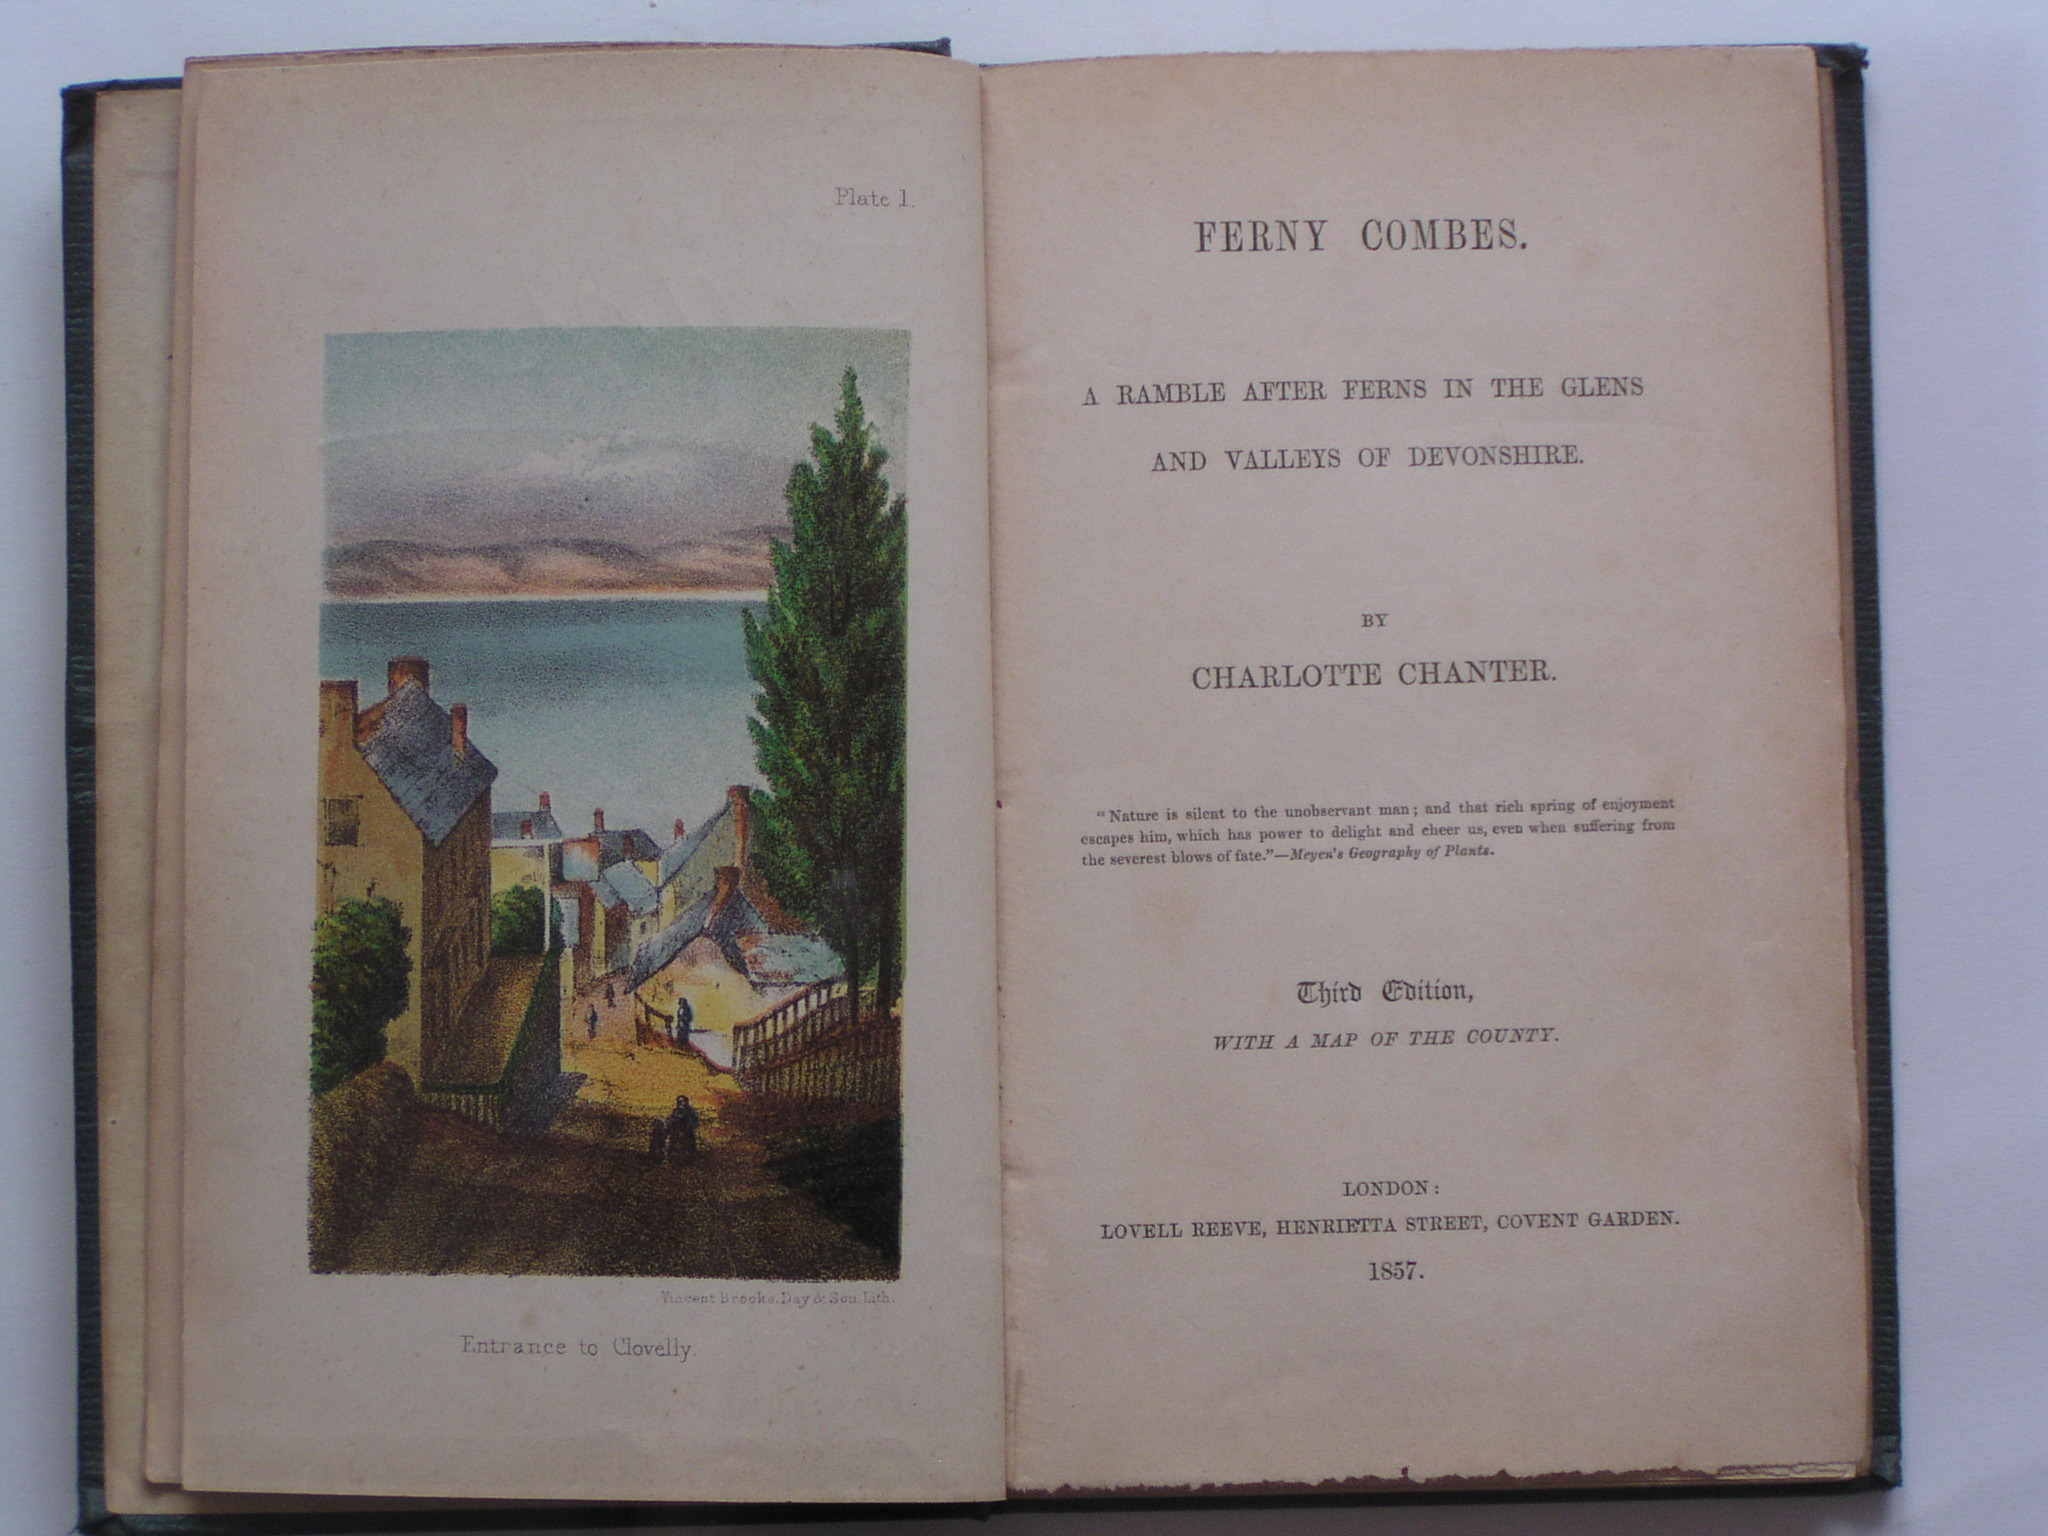 Plate 1.
Vincent Brooks, Day & Son, Lith.
Entrance to Clovelly.
FERNY COMBES.
A RAMBLE AFTER FERNS IN THE GLENS
AND VALLEYS OF DEVONSHIRE.
BY
CHARLOTTE CHANTER.
"Nature is silent to the unobservant man; and that rich spring of enjoyment
escapes him, which has power to delight and cheer us, even when suffering from
the severest blows of fate."—Meyen's Geography of Plants.
Third Edition,
WITH A MAP OF THE COUNTY.
LONDON:
LOVELL REEVE, HENRIETTA STREET, COVENT GARDEN.
1857.